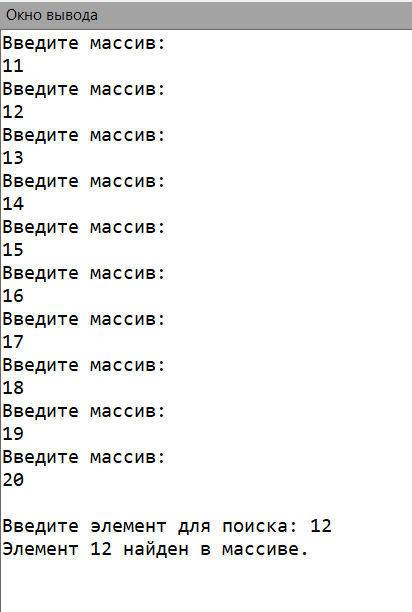 Окно вывода
Введите массив:
11
Введите массив:
12
Введите массив:
13
Введите массив:
14
Введите массив:
15
Введите массив:
16
Введите массив:
17
Введите массив:
18
Введите массив:
19
Введите массив:
20
Введите элемент для поиска: 12
Элемент 12 найден в массиве.